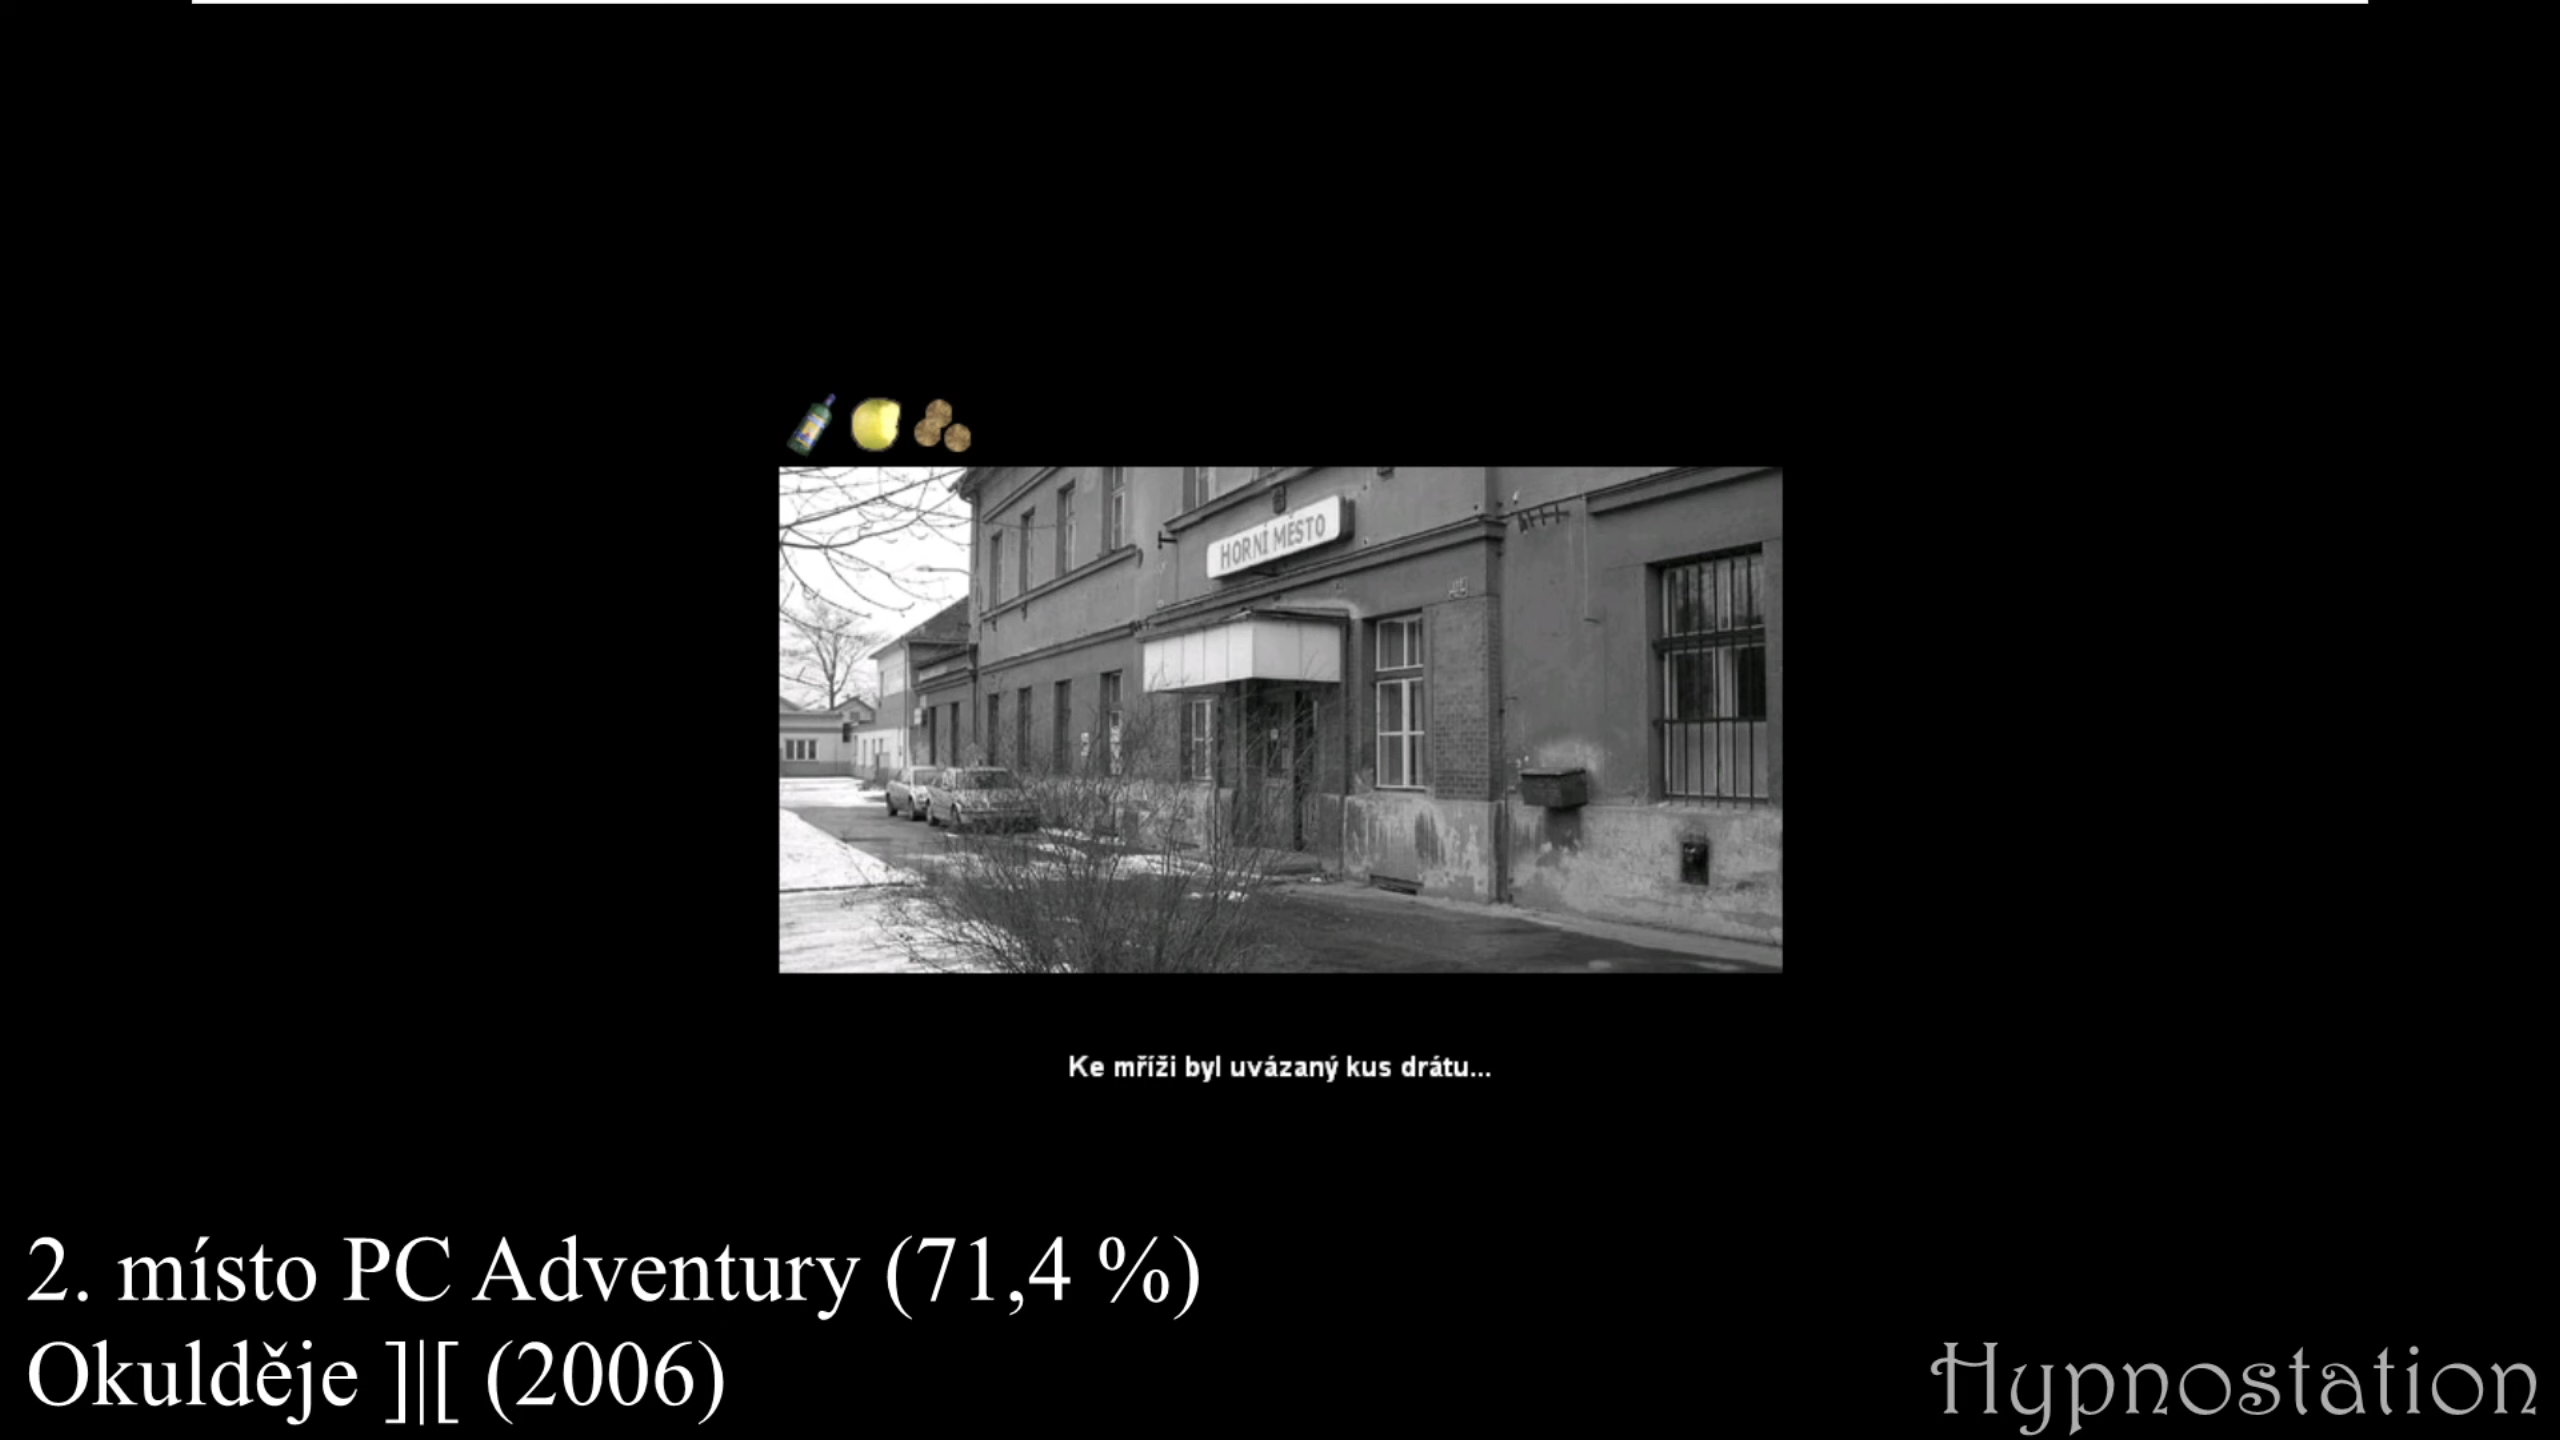 HORNÍ MĚSTO
Ke mříži byl uvázaný kus drátu...
2. místo PC Adventury (71,4 %)
Okulděje ]|[ (2006)
Hypnostation